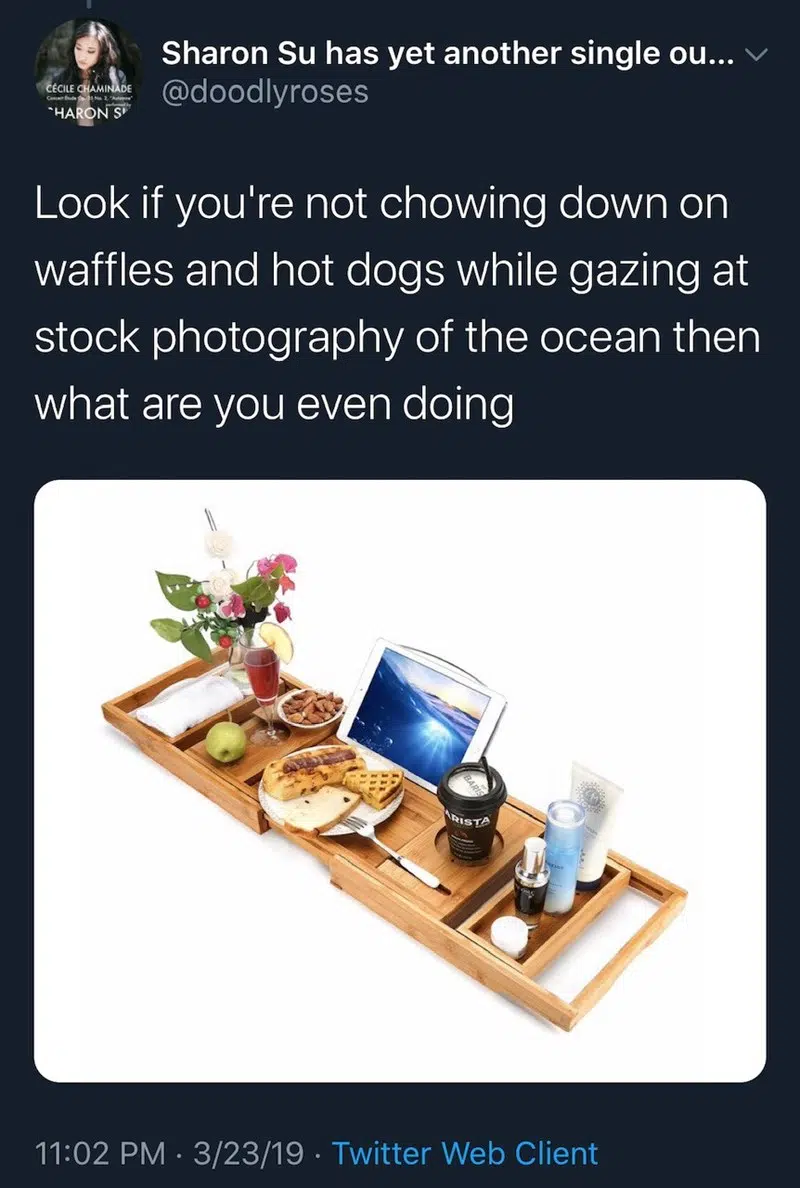 Sharon Su has yet another single ou...
@doodlyroses
CÉCILE CHAMINADE
HARON S
Look if you're not chowing down on
waffles and hot dogs while gazing at
stock photography of the ocean then
what are you even doing
BARIS
ARISTA
11:02 PM · 3/23/19 · Twitter Web Client